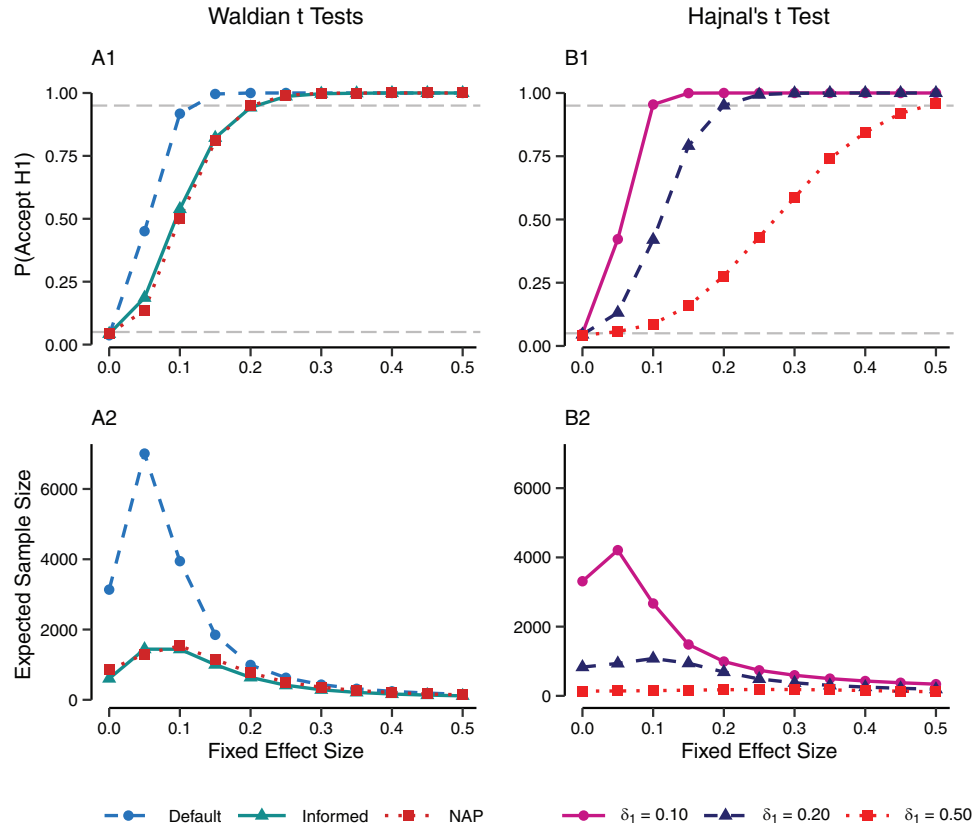 Waldian t Tests
Hajnal's t Test
A1
B1
P(Accept H1)
1.00
0.75
0.50
0.25
0.00
0.0 0.1 0.2 0.3 0.4 0.5
1.00
0.75
0.50
0.25
0.00
0.0 0.1 0.2 0.3 0.4 0.5
A2
B2
Expected Sample Size
6000
4000
2000
0
0.0 0.1 0.2 0.3 0.4 0.5
Fixed Effect Size
6000
4000
2000
0
0.0 0.1 0.2 0.3 0.4 0.5
Fixed Effect Size
Default Informed NAP
δ₁ = 0.10 δ₁ = 0.20 δ₁ = 0.50